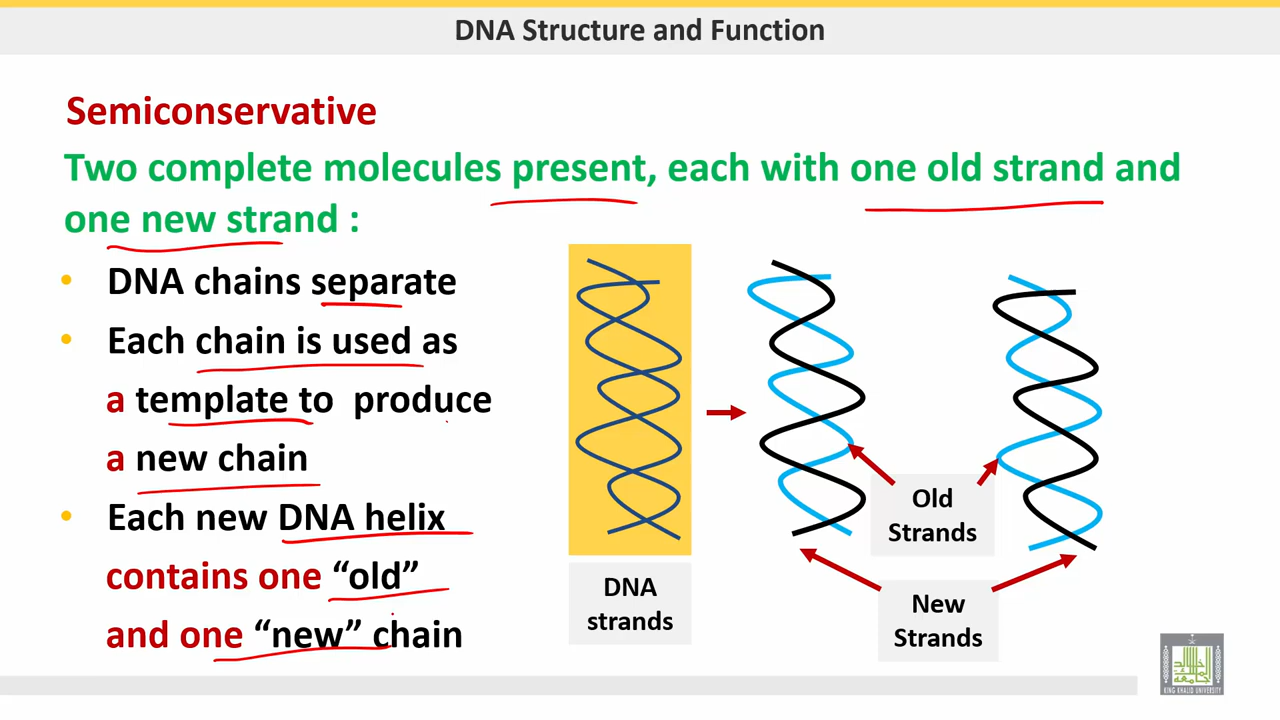 DNA Structure and Function
Semiconservative
Two complete molecules present, each with one old strand and
one new strand :
• DNA chains separate
• Each chain is used as
a template to produce
a new chain
• Each new DNA helix
contains one “old”
and one “new” chain
DNA
strands
Old
Strands
New
Strands
KING KHALID UNIVERSITY